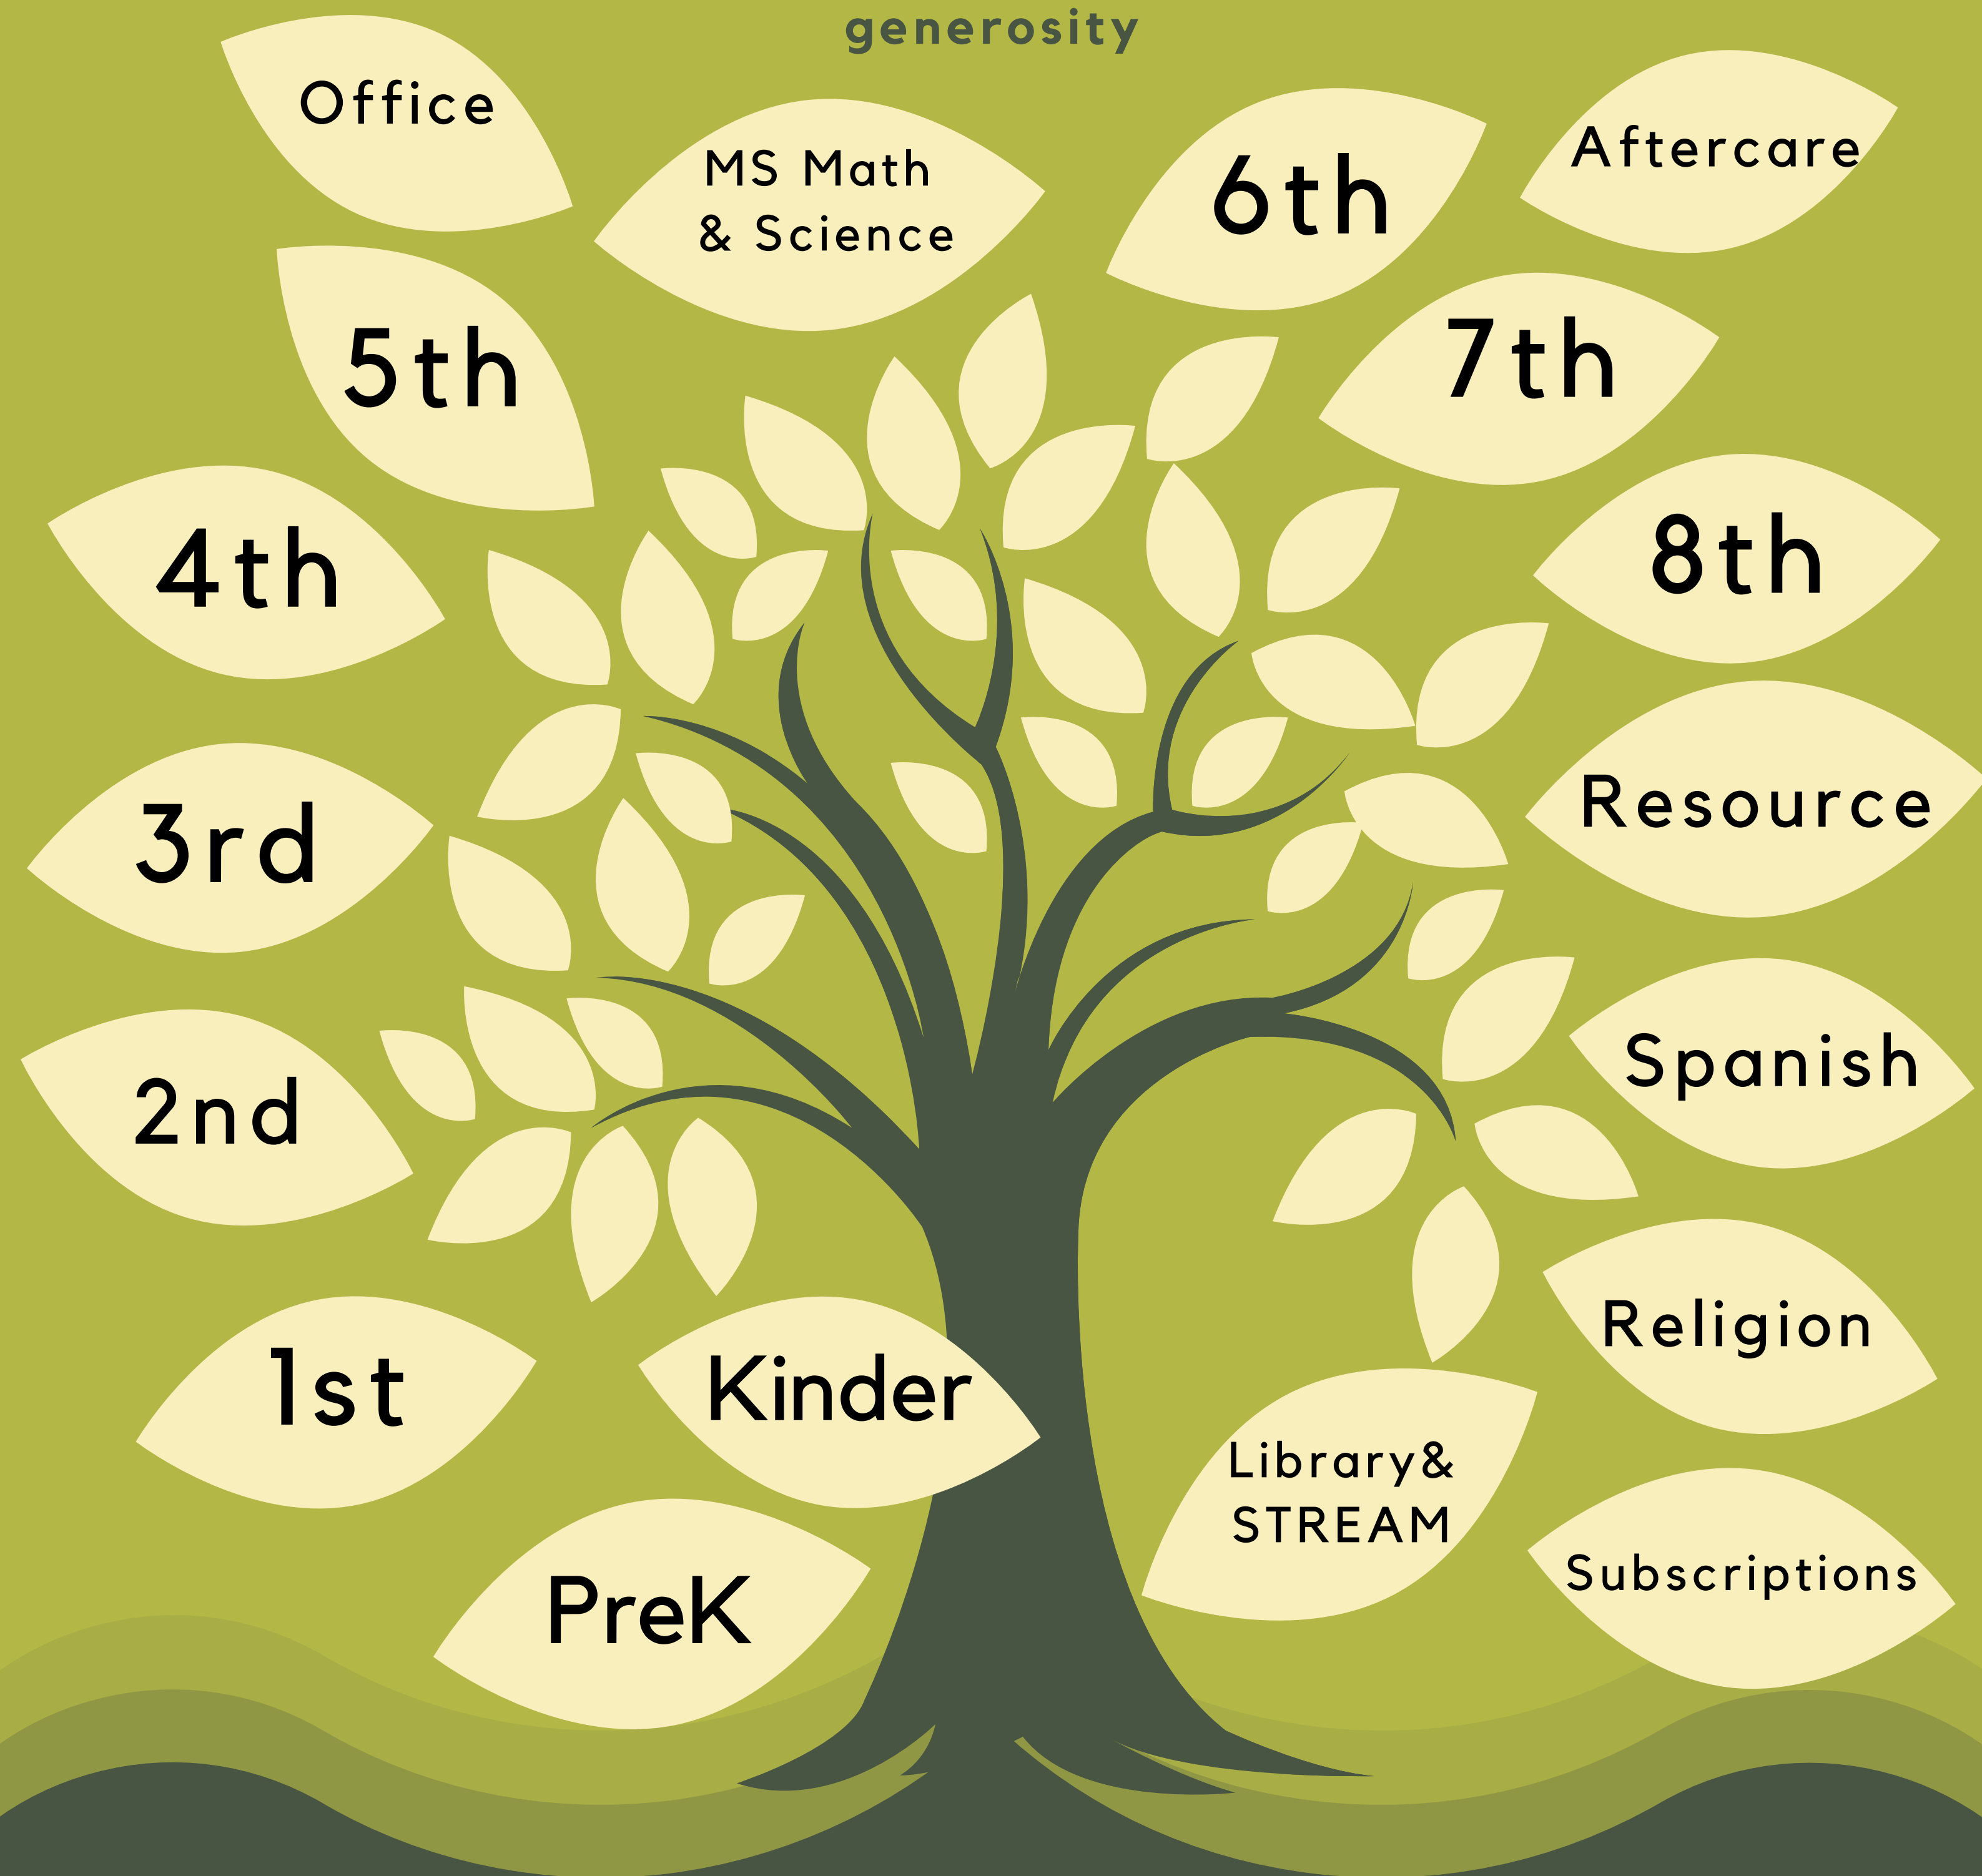 generosity
Office
MS Math
& Science
6th
Aftercare
5th
7th
4th
8th
3rd
Resource
2nd
Spanish
1st
Kinder
Religion
Library&
STREAM
PreK
Subscriptions